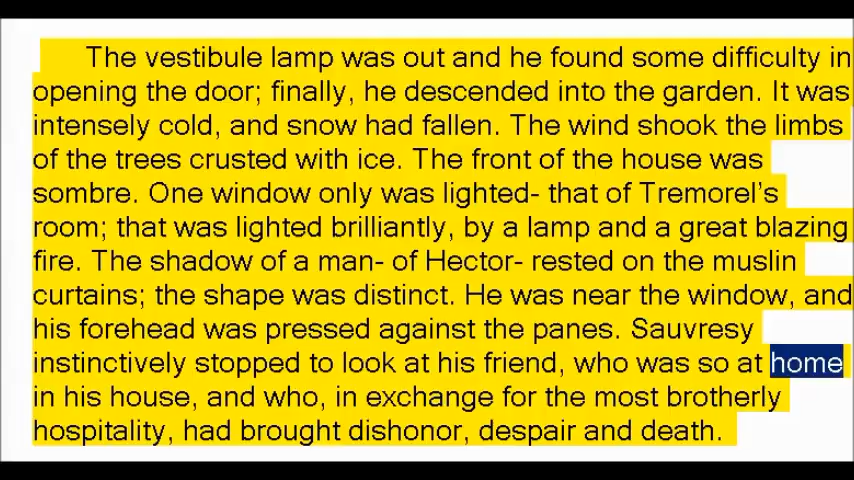 The vestibule lamp was out and he found some difficulty in
opening the door; finally, he descended into the garden. It was
intensely cold, and snow had fallen. The wind shook the limbs
of the trees crusted with ice. The front of the house was
sombre. One window only was lighted- that of Tremorel's
room; that was lighted brilliantly, by a lamp and a great blazing
fire. The shadow of a man- of Hector- rested on the muslin
curtains; the shape was distinct. He was near the window, and
his forehead was pressed against the panes. Sauvresy
instinctively stopped to look at his friend, who was so at home
in his house, and who, in exchange for the most brotherly
hospitality, had brought dishonor, despair and death.